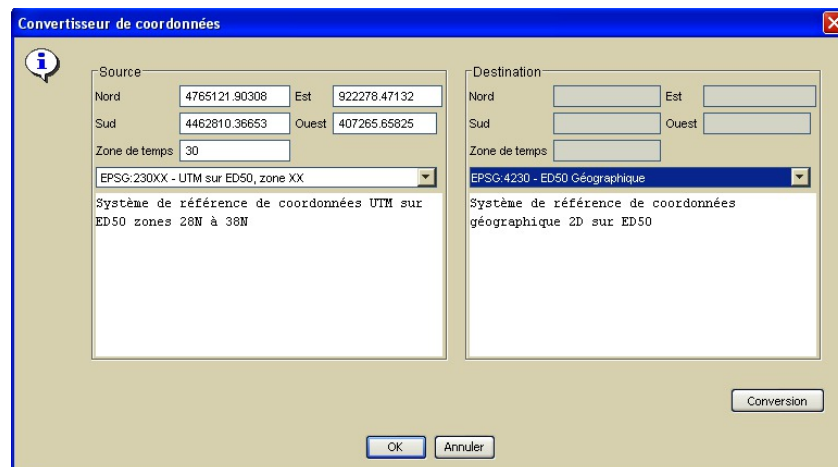 Convertisseur de coordonnées
Source
Nord 4765121.90308 Est 922278.47132
Sud 4462810.36653 Ouest 407265.65825
Zone de temps 30
EPSG:230XX - UTM sur ED50, zone XX
Système de référence de coordonnées UTM sur
ED50 zones 28N à 38N
Destination
Nord Est
Sud Ouest
Zone de temps
EPSG:4230 - ED50 Géographique
Système de référence de coordonnées
géographique 2D sur ED50
Conversion
OK Annuler